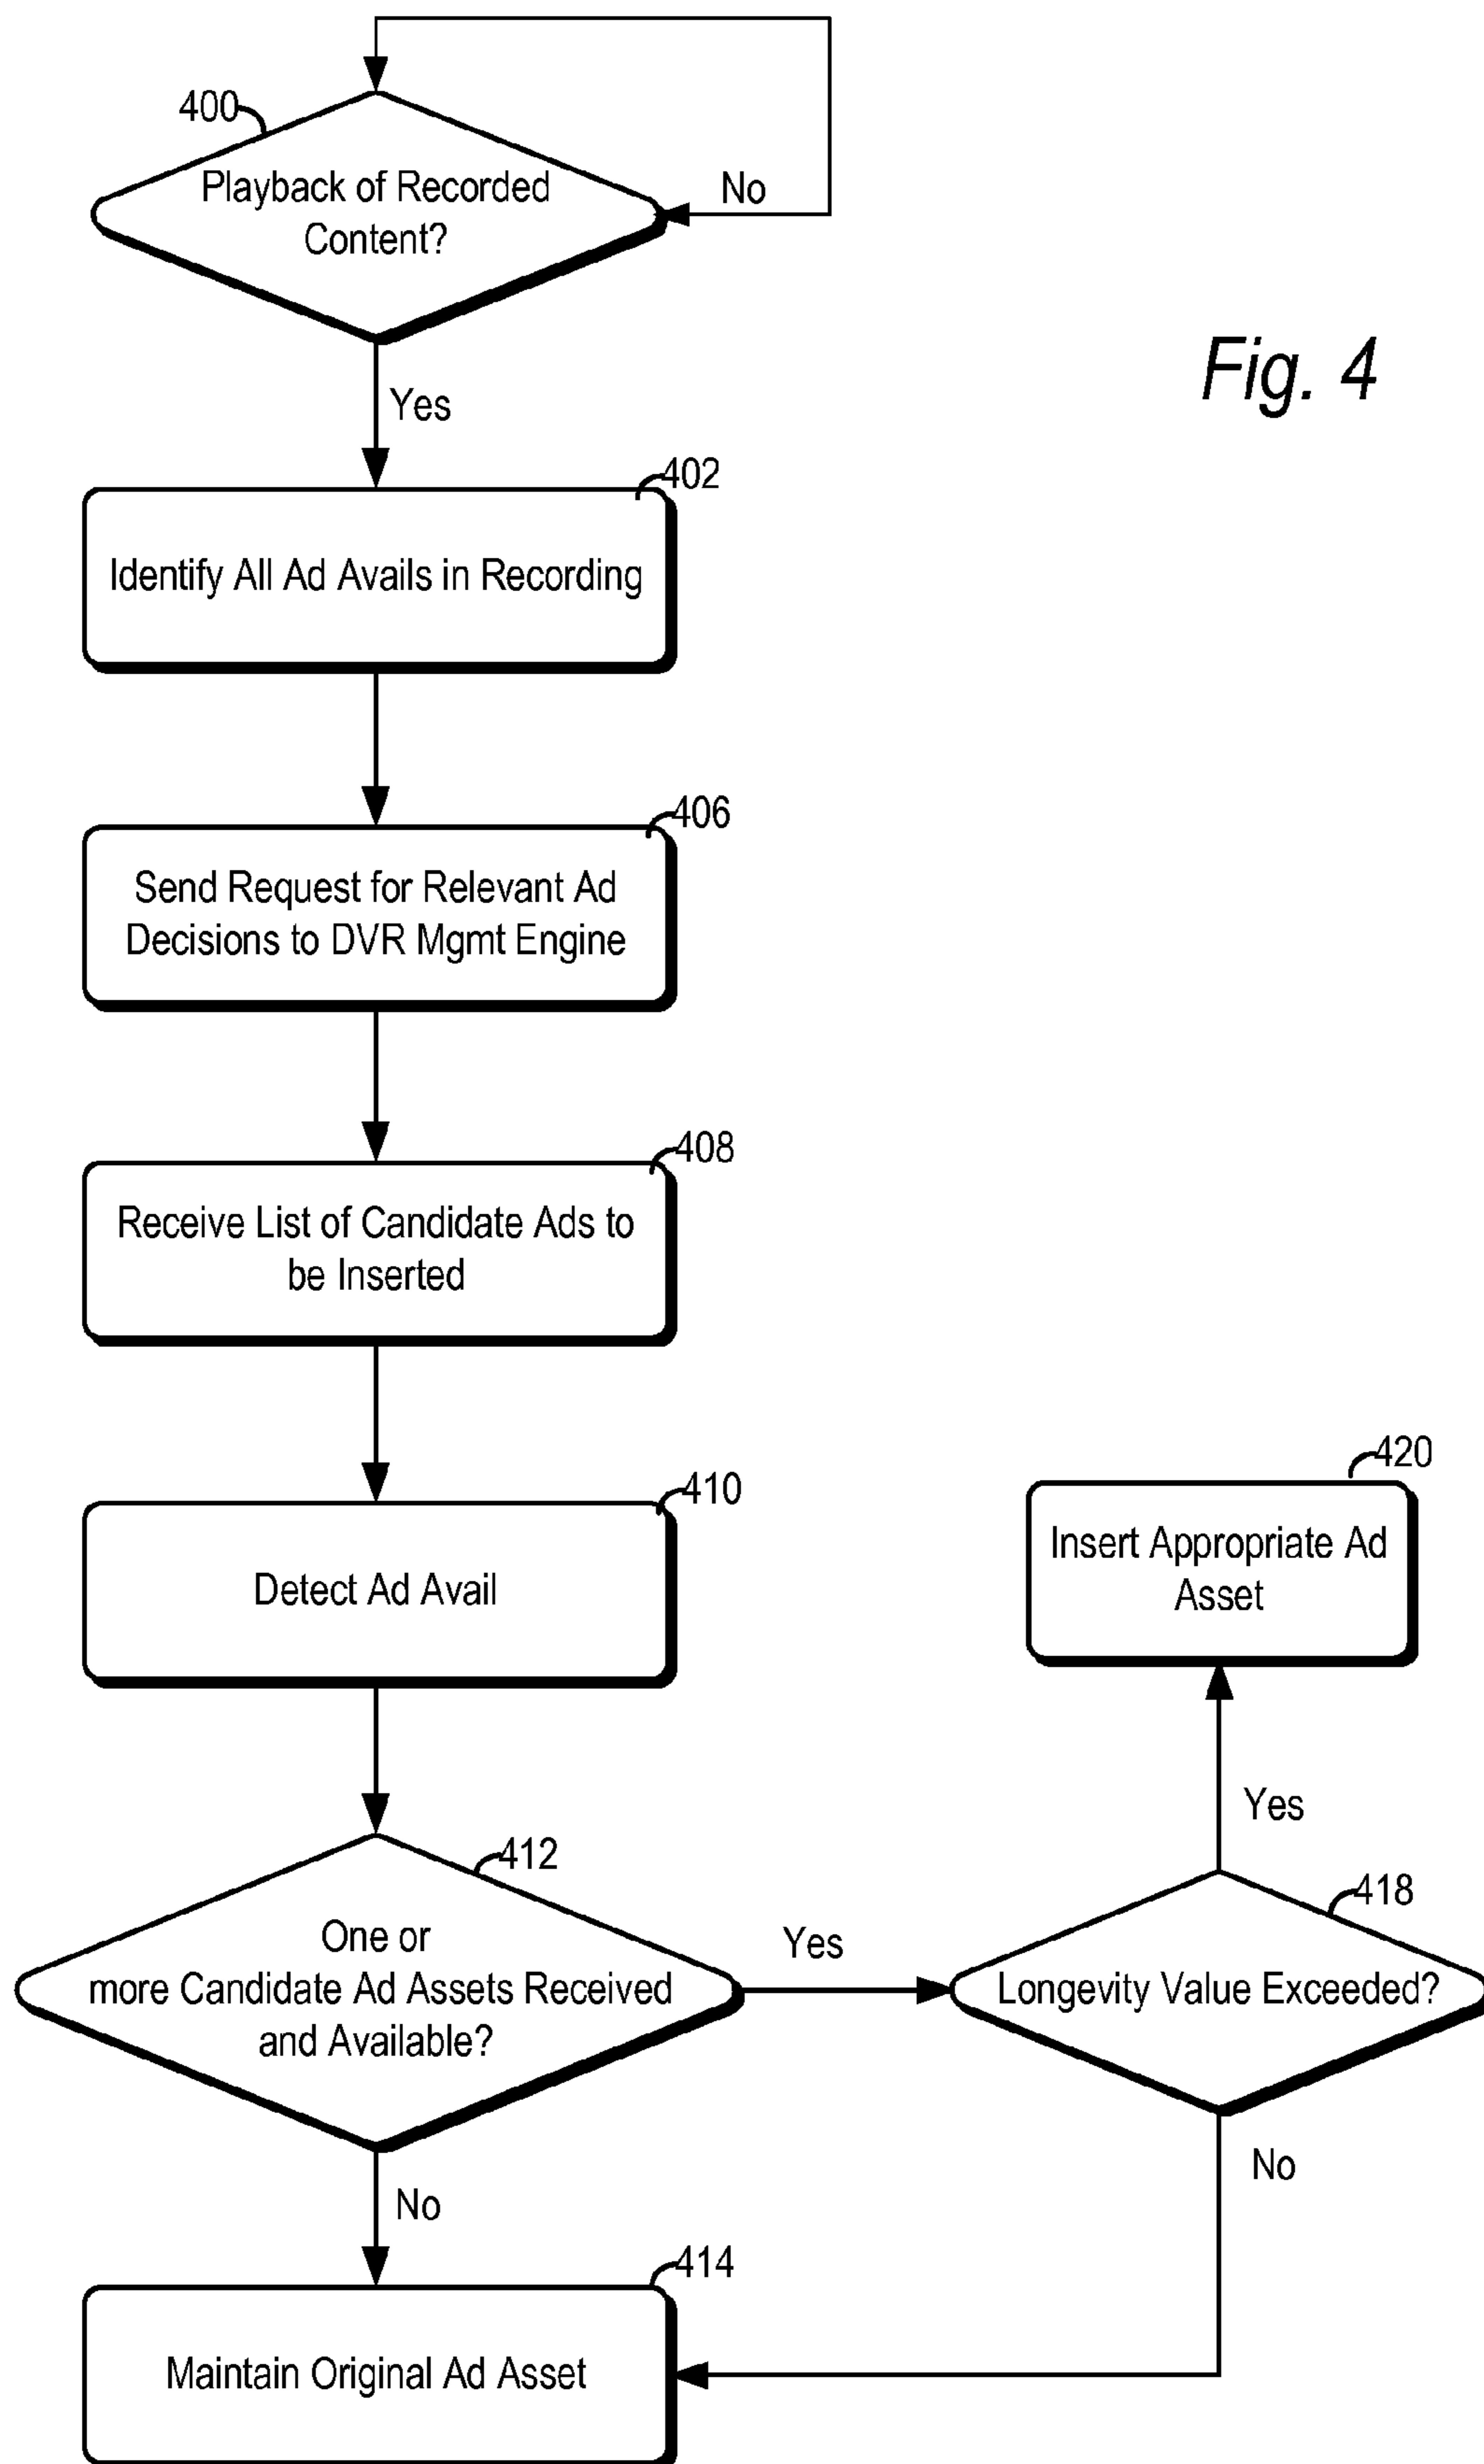 400
Playback of Recorded
Content?
No
Fig. 4
Yes
402
Identify All Ad Avails in Recording
406
Send Request for Relevant Ad
Decisions to DVR Mgmt Engine
408
Receive List of Candidate Ads to
be Inserted
410
Detect Ad Avail
420
Insert Appropriate Ad
Asset
Yes
412
One or
more Candidate Ad Assets Received
and Available?
Yes
418
Longevity Value Exceeded?
No
No
414
Maintain Original Ad Asset